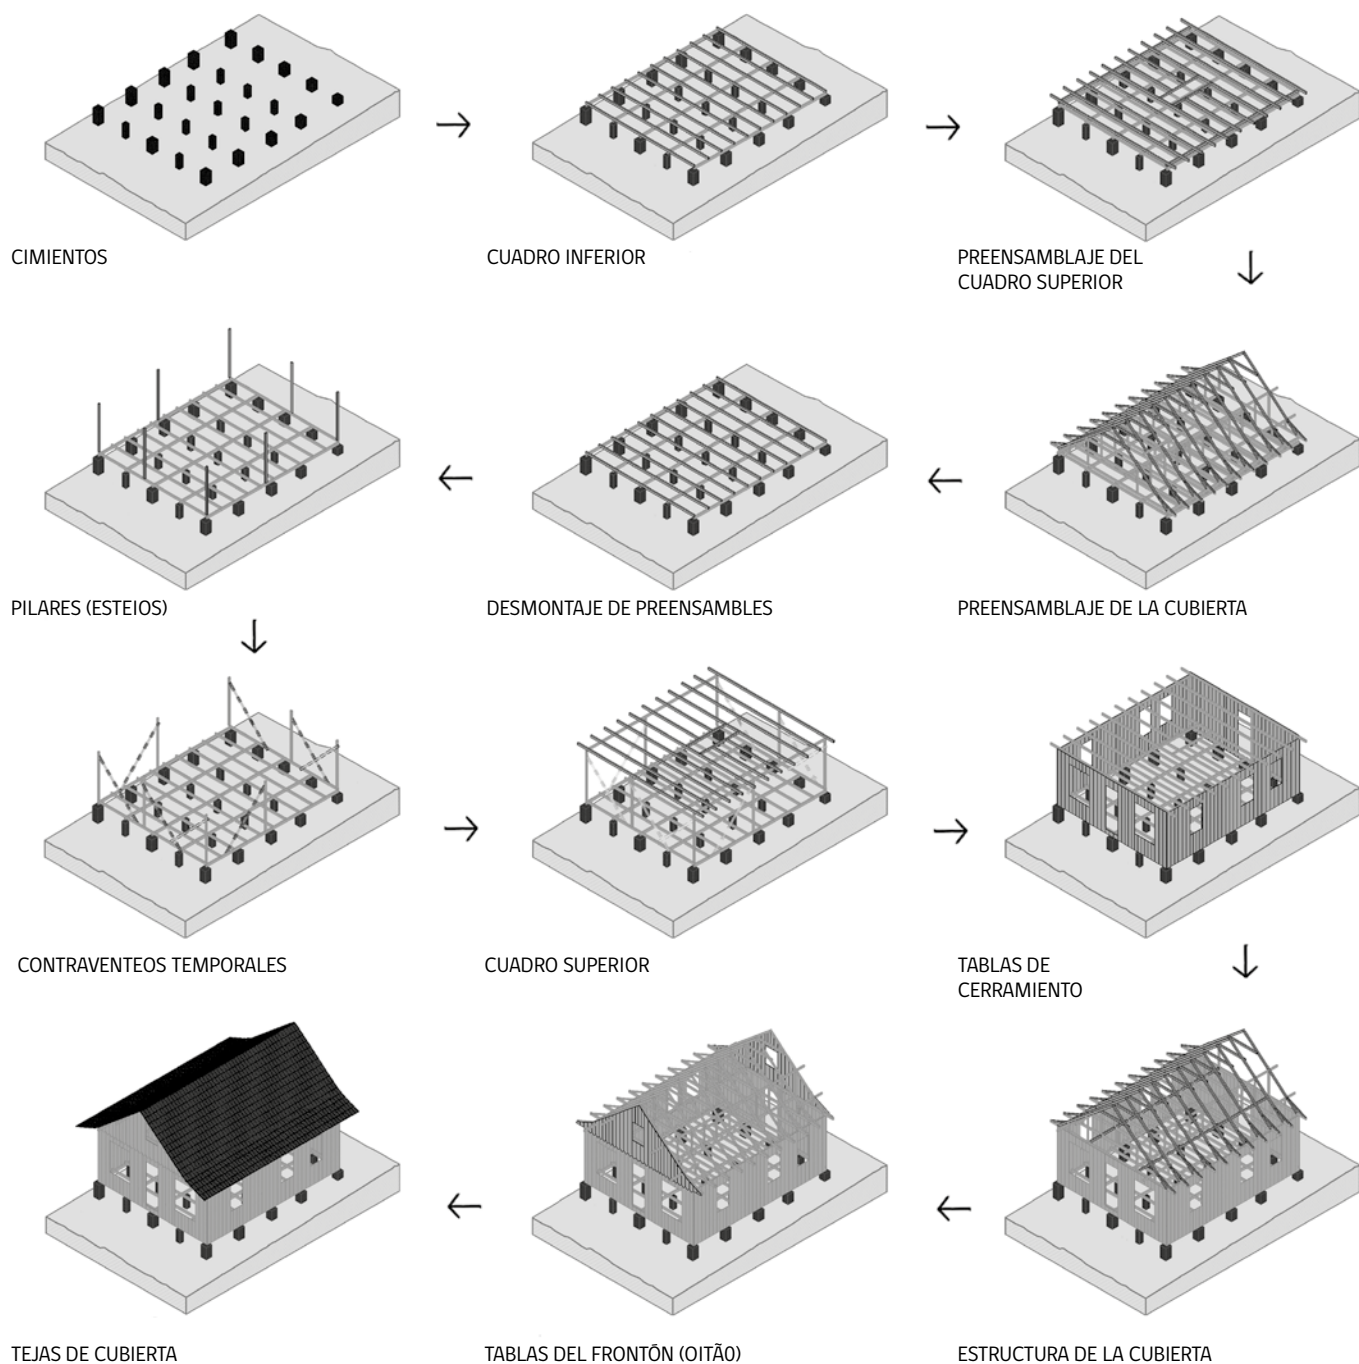 CIMIENTOS
CUADRO INFERIOR
PREENSAMBLAJE DEL
CUADRO SUPERIOR
PILARES (ESTEIOS)
DESMONTAJE DE PREENSAMBLES
PREENSAMBLAJE DE LA CUBIERTA
CONTRAVENTEOS TEMPORALES
CUADRO SUPERIOR
TABLAS DE
CERRAMIENTO
TEJAS DE CUBIERTA
TABLAS DEL FRONTÓN (OITÃO)
ESTRUCTURA DE LA CUBIERTA